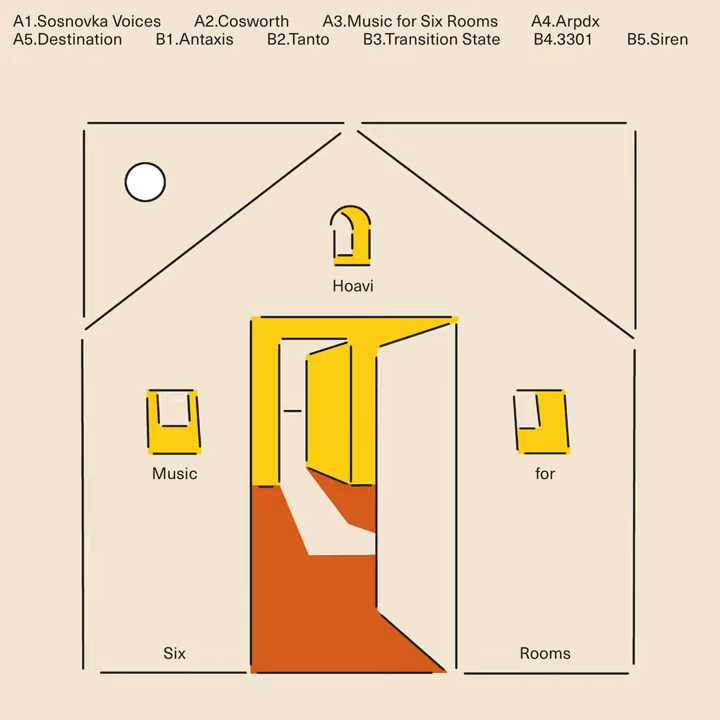 A1.Sosnovka Voices A2.Cosworth A3.Music for Six Rooms A4.Arpdx
A5.Destination B1.Antaxis B2.Tanto B3.Transition State B4.3301 B5.Siren
Hoavi
Music for
Six Rooms